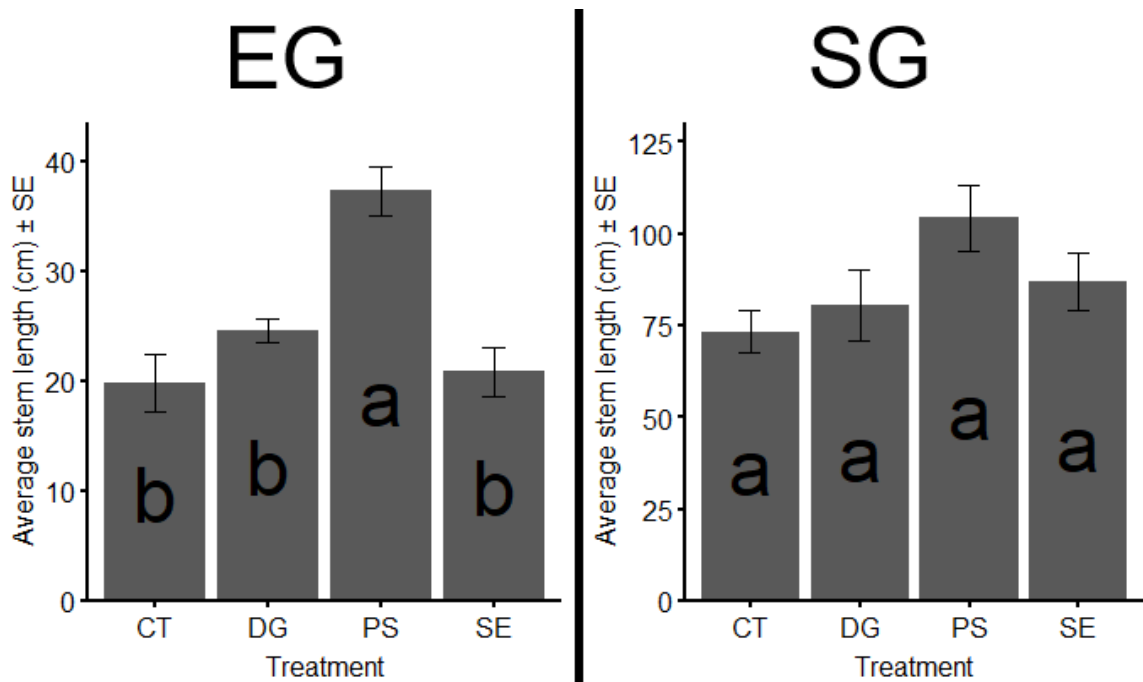 EG
Average stem length (cm) ± SE
40
30
20
10
0
b
b
a
b
CT DG PS SE
Treatment
SG
Average stem length (cm) ± SE
125
100
75
50
25
0
a
a
a
a
CT DG PS SE
Treatment